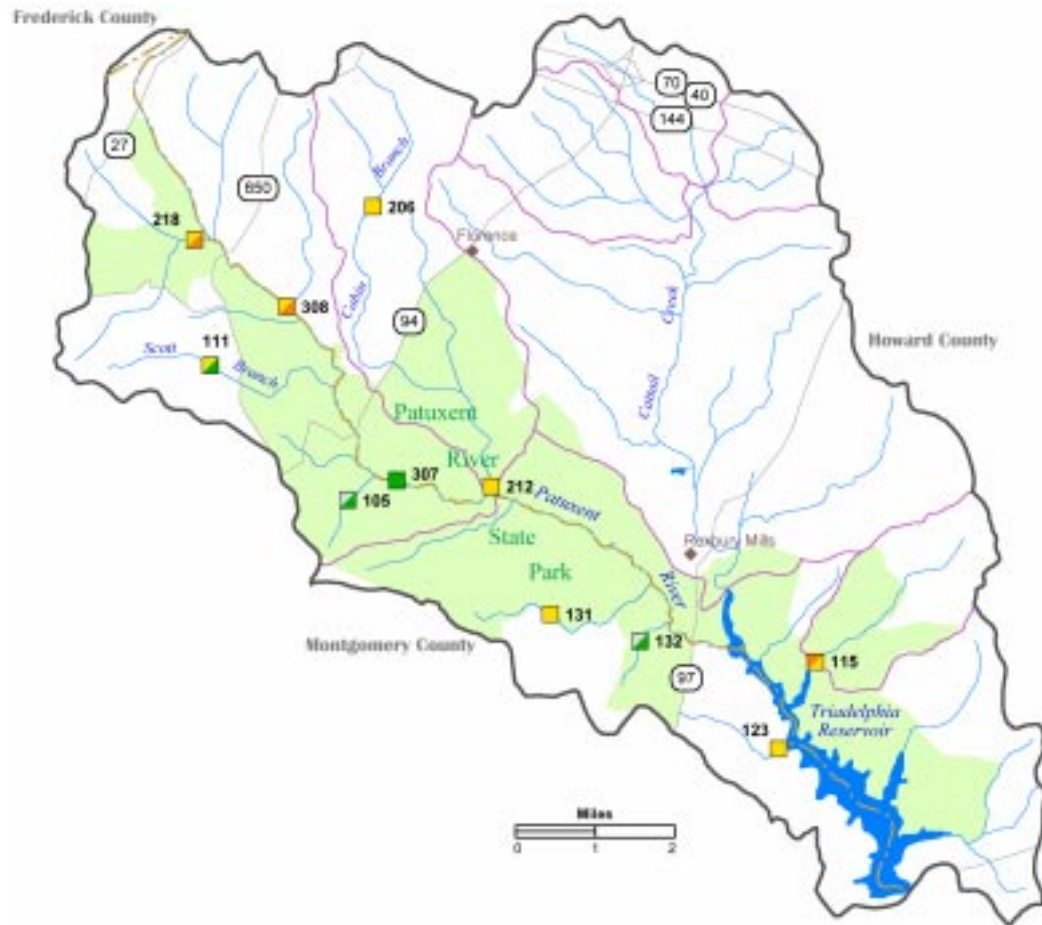 Frederick County
70
40
144
27
650
Branch
206
218
Florence
Cabin
94
308
Creek
Howard County
111
Scott
Branch
Cattail
Patuxent
River
307
105
212
Patuxent
State
Roxbury Mills
Park
River
131
132
Montgomery County
115
97
Triadelphia
Reservoir
123
Miles
0 1 2